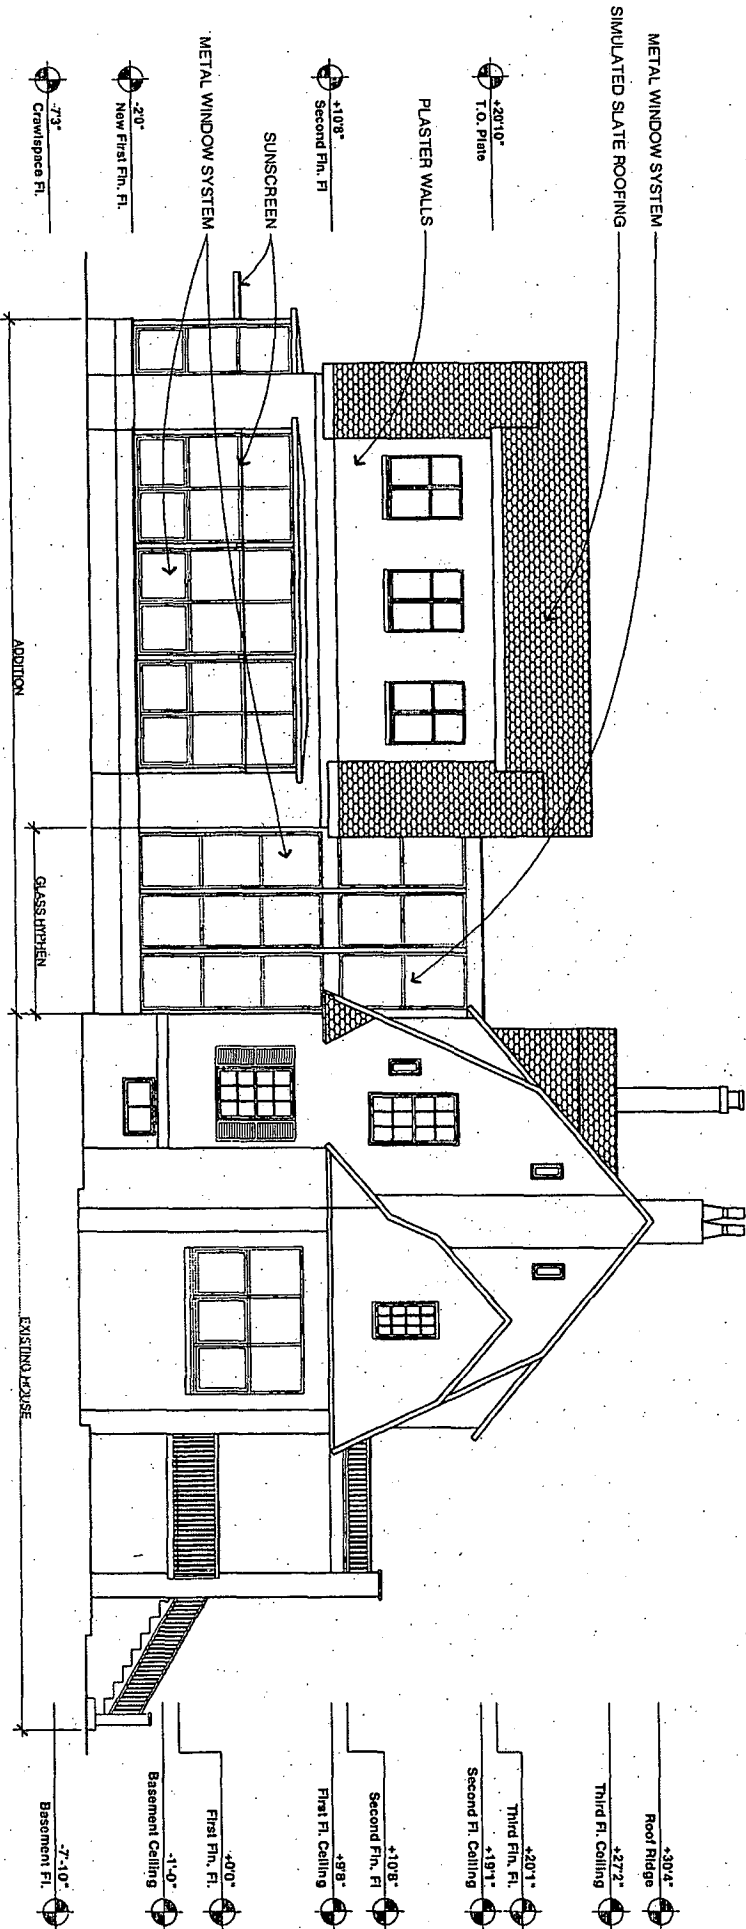 METAL WINDOW SYSTEM
SIMULATED SLATE ROOFING
+20'10"
T.O. Plate
PLASTER WALLS
+10'8"
Second Fin. Fl
SUNSCREEN
METAL WINDOW SYSTEM
-2'0"
New First Fin. Fl.
-7'3"
Crawlspace Fl.
ADDITION
GLASS HYPHEN
EXISTING HOUSE
+30'4"
Roof Ridge
+27'2"
Third Fl. Ceiling
+20'1"
Third Fin. Fl.
+19'1"
Second Fl. Ceiling
+10'8"
Second Fin. Fl
+9'8"
First Fl. Ceiling
+0'0"
First Fin. Fl.
-1'-0"
Basement Ceiling
-7'-10"
Basement Fl.